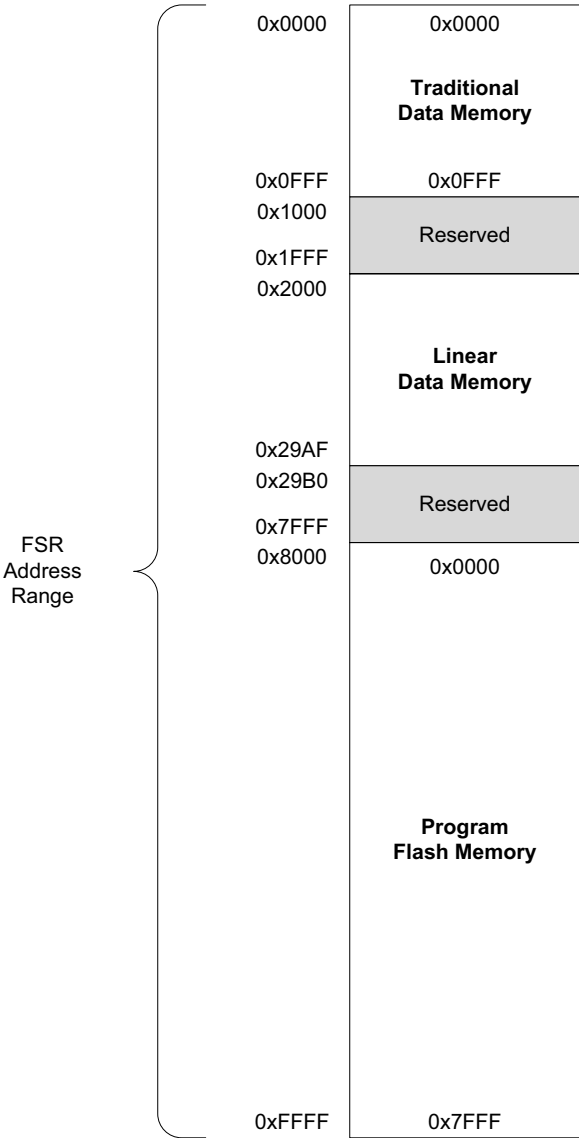 0x0000 0x0000
Traditional
Data Memory
0x0FFF 0x0FFF
0x1000
Reserved
0x1FFF
0x2000
Linear
Data Memory
0x29AF
0x29B0
Reserved
0x7FFF
0x8000
0x0000
FSR
Address
Range
Program
Flash Memory
0xFFFF 0x7FFF